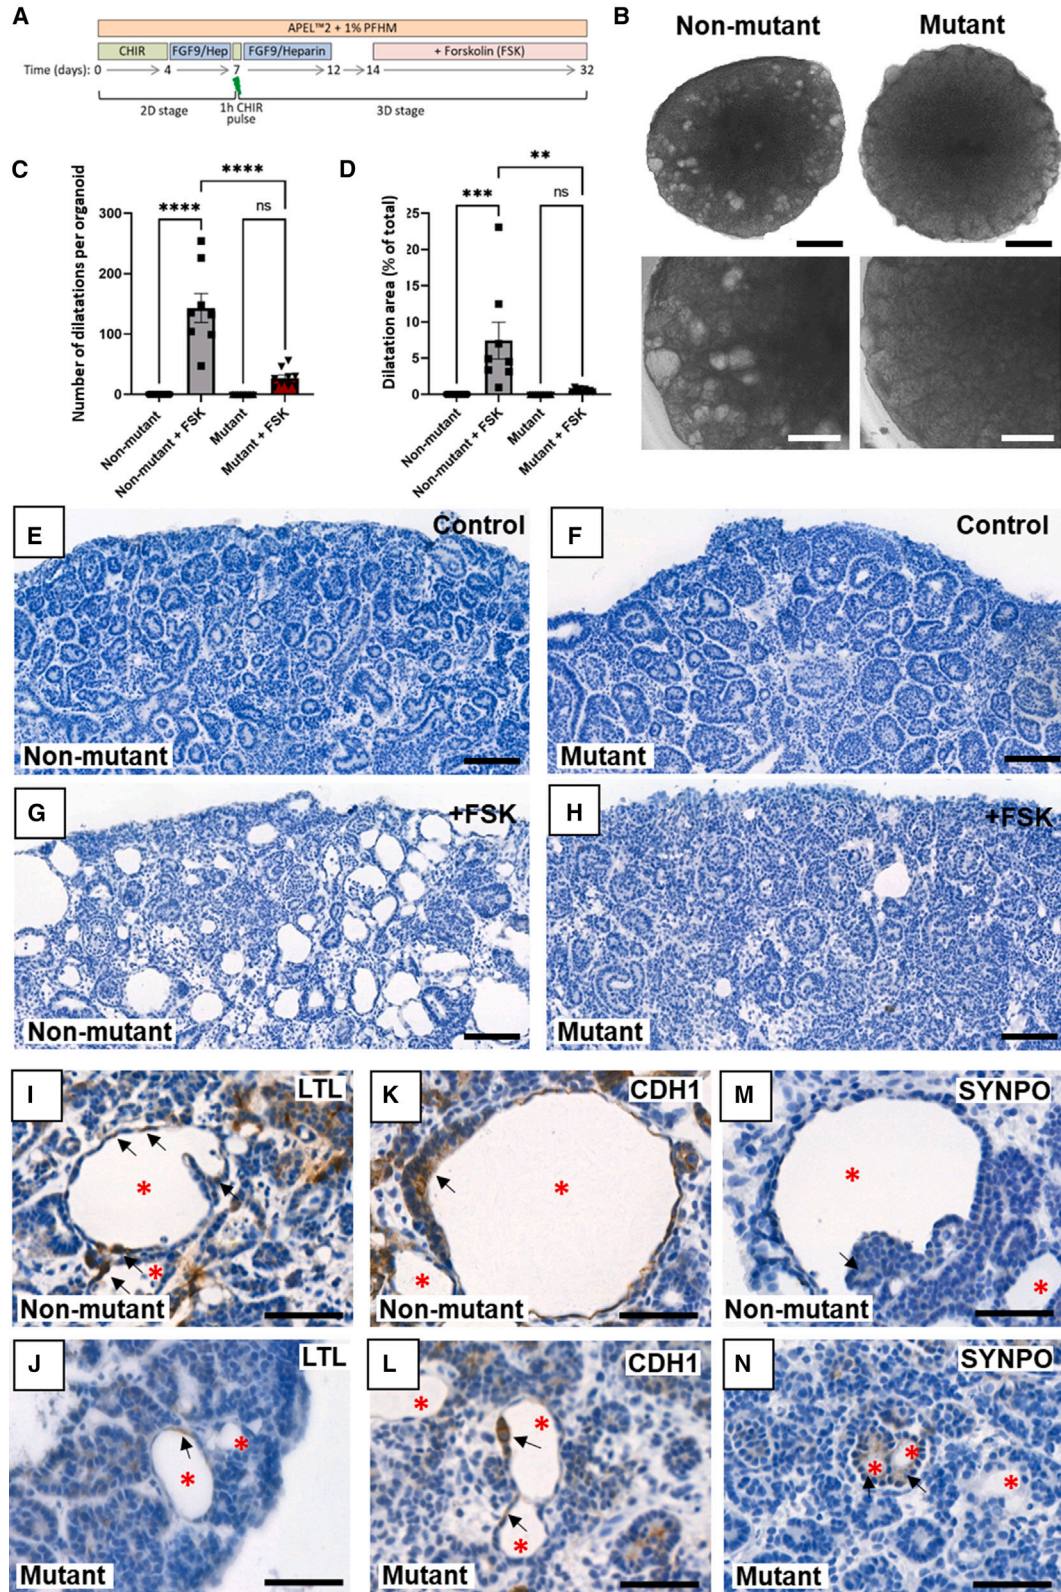 A
APEL™2 + 1% PFHM
CHIR FGF9/Hep FGF9/Heparin + Forskolin (FSK)
Time (days): 0 4 7 12 14 32
2D stage 1h CHIR pulse 3D stage
B
Non-mutant Mutant
C
Number of dilatations per organoid
300
200
100
0
**** **** ns
Non-mutant
Non-mutant + FSK
Mutant
Mutant + FSK
D
Dilatation area (% of total)
25
20
15
10
5
0
*** ** ns
Non-mutant
Non-mutant + FSK
Mutant
Mutant + FSK
E Control
Non-mutant
F Control
Mutant
G +FSK
Non-mutant
H +FSK
Mutant
I LTL
* *
Non-mutant
K CDH1
* *
Non-mutant
M SYNPO
* *
Non-mutant
J LTL
* *
Mutant
L CDH1
* * *
Mutant
N SYNPO
* * *
Mutant